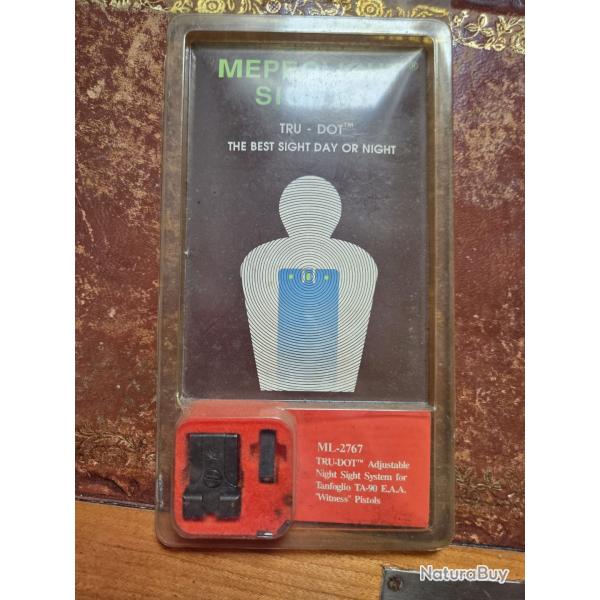 TRU - DOT™
THE BEST SIGHT DAY OR NIGHT
ML-2767
TRU-DOT™ Adjustable
Night Sight System for
Tanfoglio TA-90 E.A.A.
"Witness" Pistols
NaturaBuy